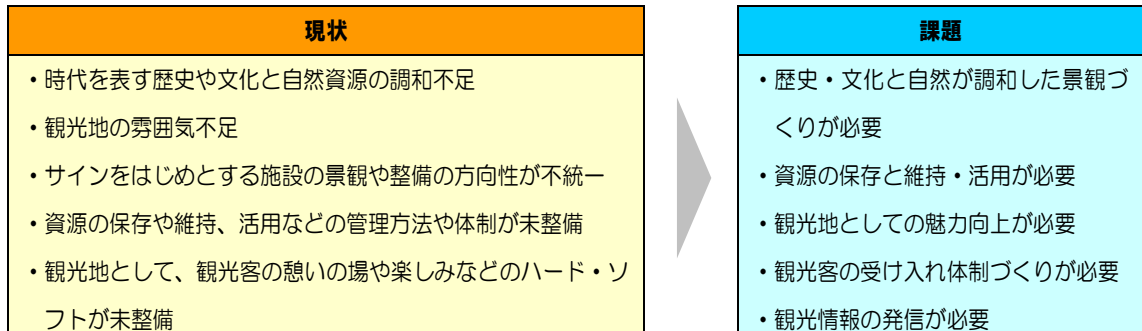 現状
・時代を表す歴史や文化と自然資源の調和不足
・観光地の雰囲気不足
・サインをはじめとする施設の景観や整備の方向性が不統一
・資源の保存や維持、活用などの管理方法や体制が未整備
・観光地として、観光客の憩いの場や楽しみなどのハード・ソ
フトが未整備
課題
・歴史・文化と自然が調和した景観づ
くりが必要
・資源の保存と維持・活用が必要
・観光地としての魅力向上が必要
・観光客の受け入れ体制づくりが必要
・観光情報の発信が必要